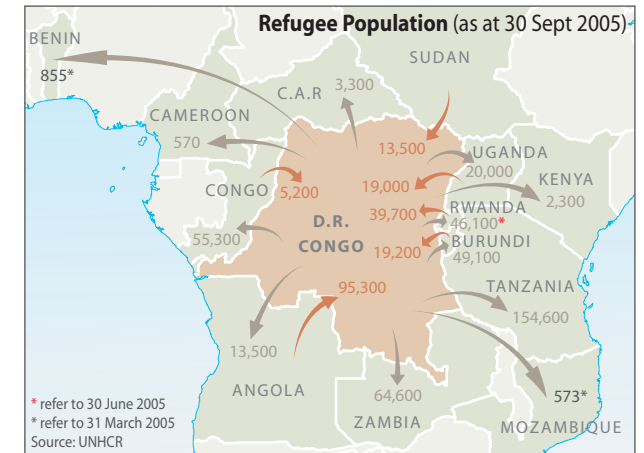 Refugee Population (as at 30 Sept 2005)
BENIN
855*
SUDAN
C.A.R
3,300
CAMEROON
570
13,500
UGANDA
20,000
CONGO
5,200
19,000
KENYA
2,300
39,700
RWANDA
46,100*
D.R.
CONGO
55,300
19,200
BURUNDI
49,100
95,300
TANZANIA
154,600
13,500
ANGOLA
64,600
ZAMBIA
573*
MOZAMBIQUE
* refer to 30 June 2005
* refer to 31 March 2005
Source: UNHCR